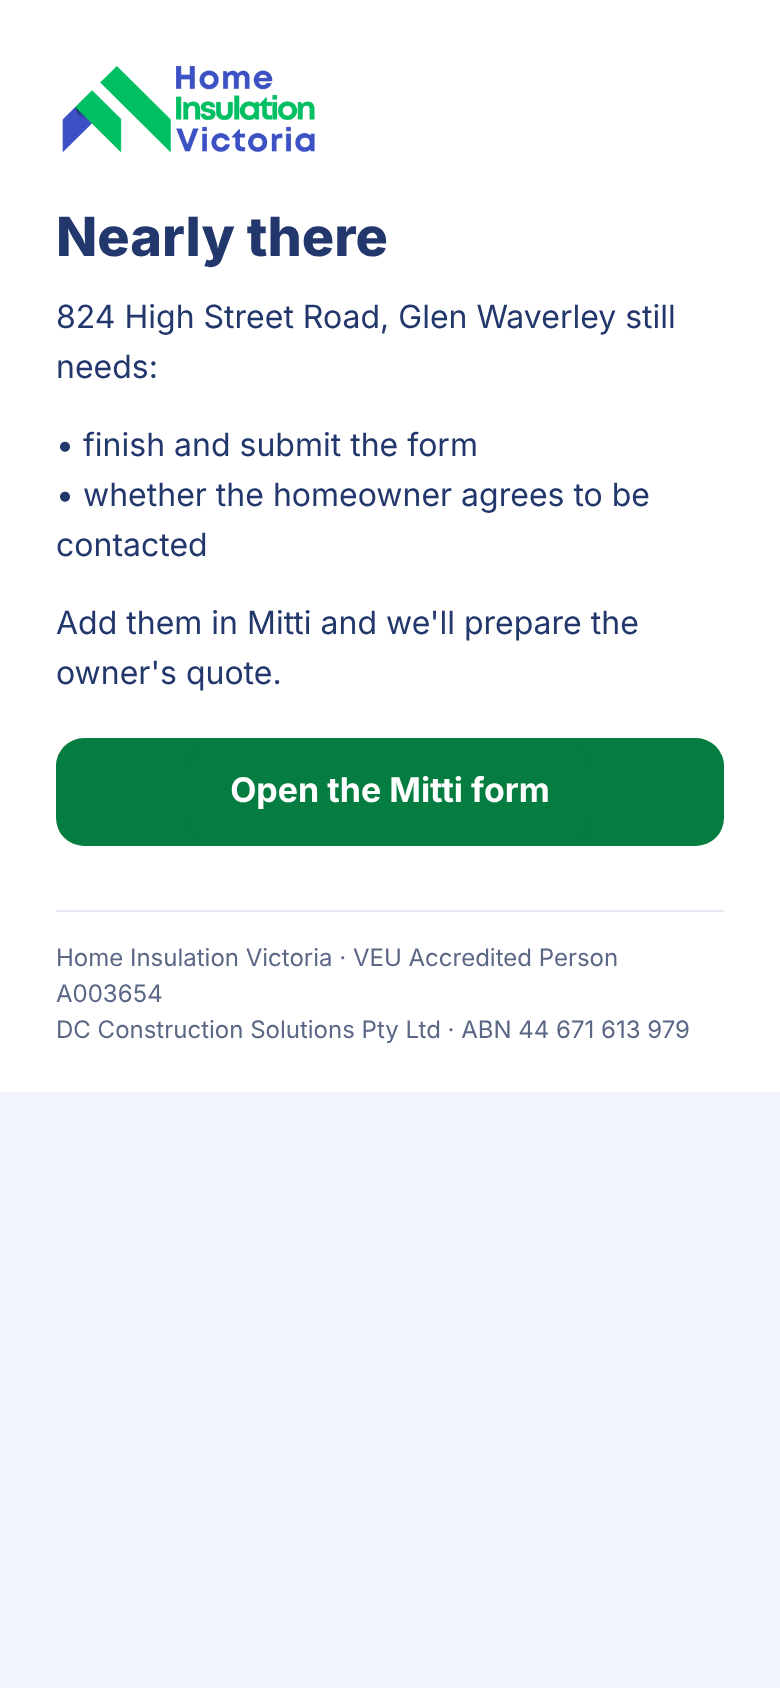 Home
Insulation
Victoria
Nearly there
824 High Street Road, Glen Waverley still
needs:
• finish and submit the form
• whether the homeowner agrees to be
contacted
Add them in Mitti and we'll prepare the
owner's quote.
Open the Mitti form
Home Insulation Victoria · VEU Accredited Person
A003654
DC Construction Solutions Pty Ltd · ABN 44 671 613 979